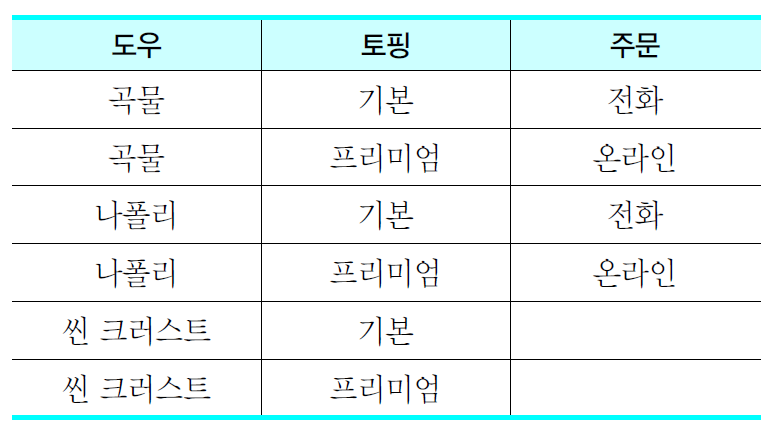 도우 토핑 주문
곡물 기본 전화
곡물 프리미엄 온라인
나폴리 기본 전화
나폴리 프리미엄 온라인
씬 크러스트 기본
씬 크러스트 프리미엄